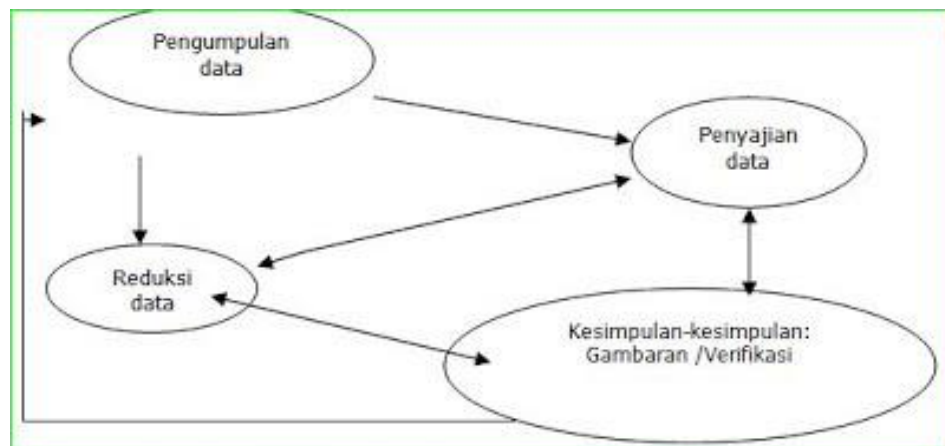 Pengumpulan
data
Penyajian
data
Reduksi
data
Kesimpulan-kesimpulan:
Gambaran /Verifikasi